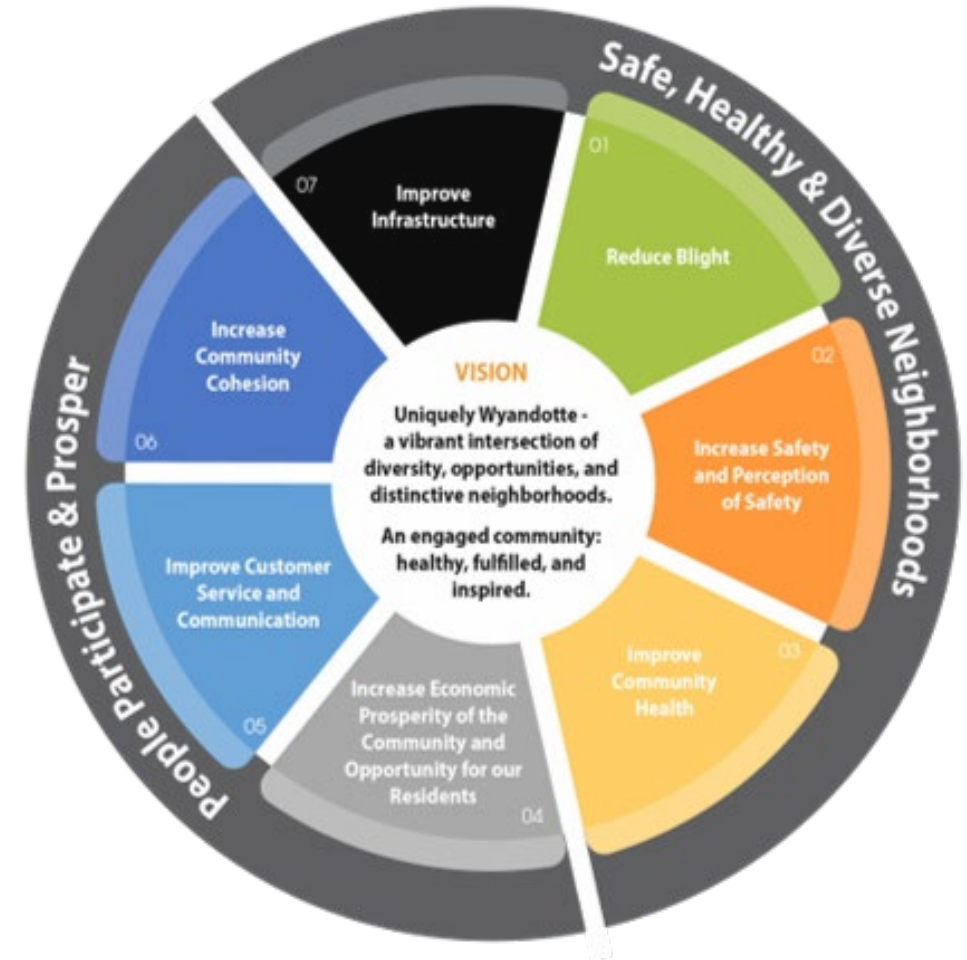 Safe, Healthy & Diverse Neighborhoods
People Participate & Prosper
VISION
Uniquely Wyandotte -
a vibrant intersection of
diversity, opportunities, and
distinctive neighborhoods.
An engaged community:
healthy, fulfilled, and
inspired.
01
Reduce Blight
02
Increase Safety
and Perception
of Safety
03
Improve
Community
Health
Increase Economic
Prosperity of the
Community and
Opportunity for our
Residents
04
Improve Customer
Service and
Communication
05
Increase
Community
Cohesion
06
07
Improve
Infrastructure